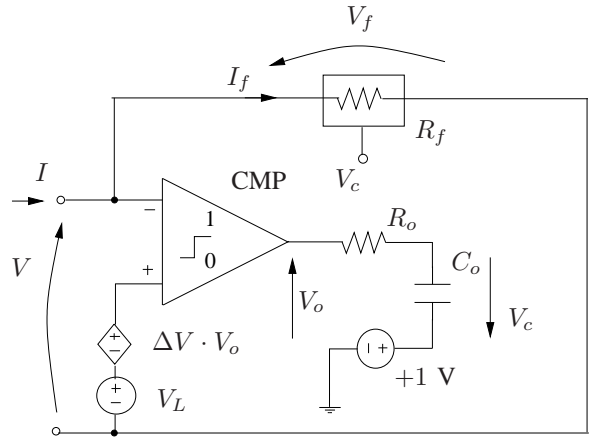 V_f
I_f
R_f
V_c
I
CMP
−
1
0
+
R_o
C_o
V
V_o
V_c
+
−
ΔV · V_o
+
−
V_L
I +
+1 V